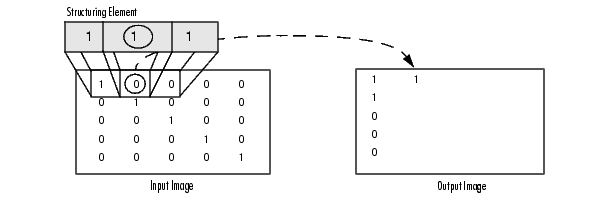 Structuring Element
1 1 1
1 0 0 0 0
0 1 0 0 0
0 0 1 0 0
0 0 0 1 0
0 0 0 0 1
Input Image
1 1
1
0
0
0
Output Image